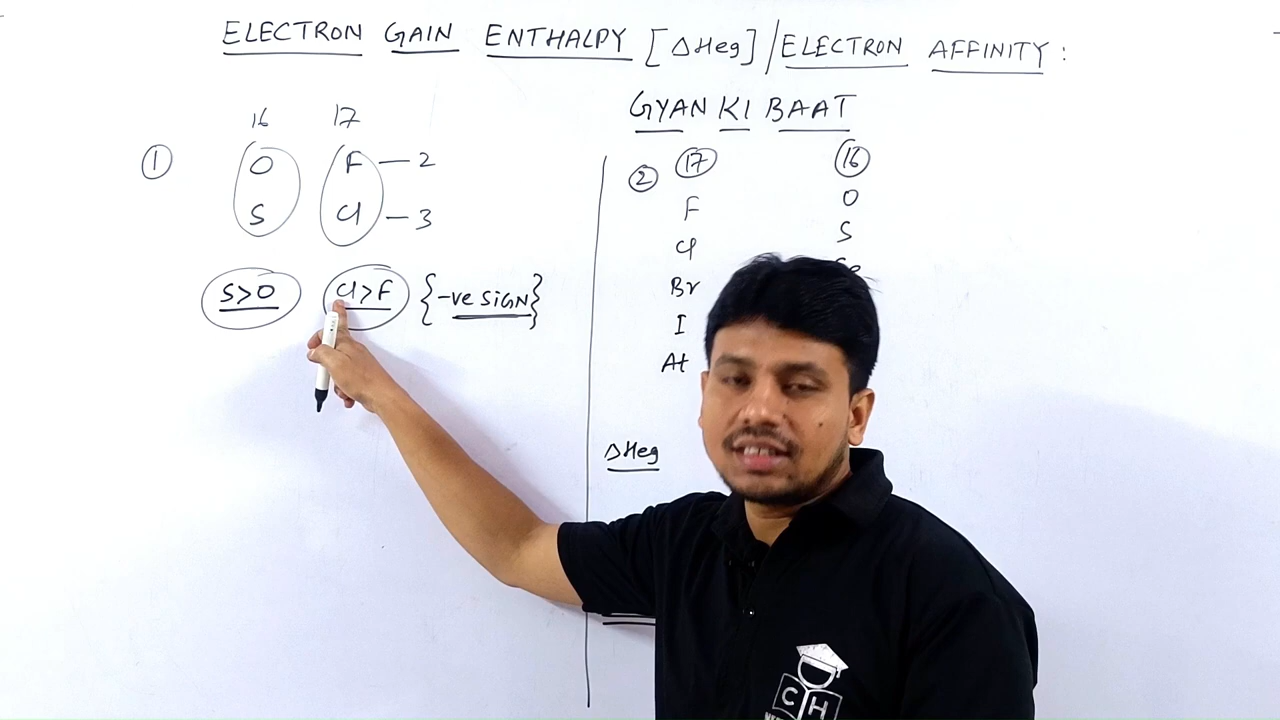 ELECTRON GAIN ENTHALPY [ΔHeg] / ELECTRON AFFINITY :
16 17
① O F — 2
S Cl — 3
S>O Cl>F {-ve SIGN}
GYAN KI BAAT
② 17 16
F O
Cl S
Br Se
I
At
ΔHeg
C H